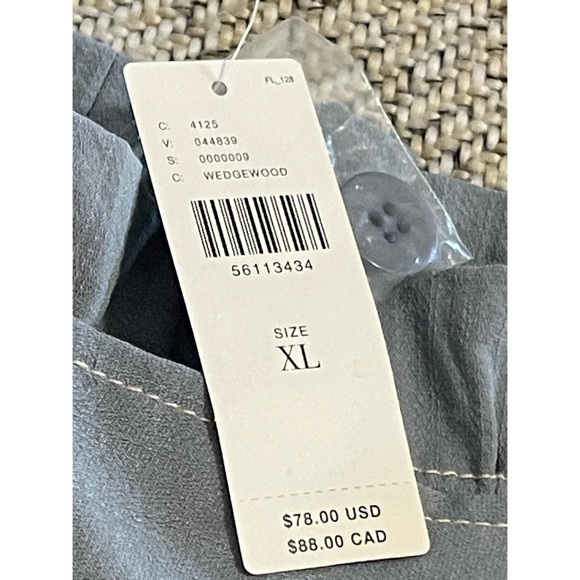 FL_128
C: 4125
V: 044839
S: 0000009
C: WEDGEWOOD
56113434
SIZE
XL
$78.00 USD
$88.00 CAD